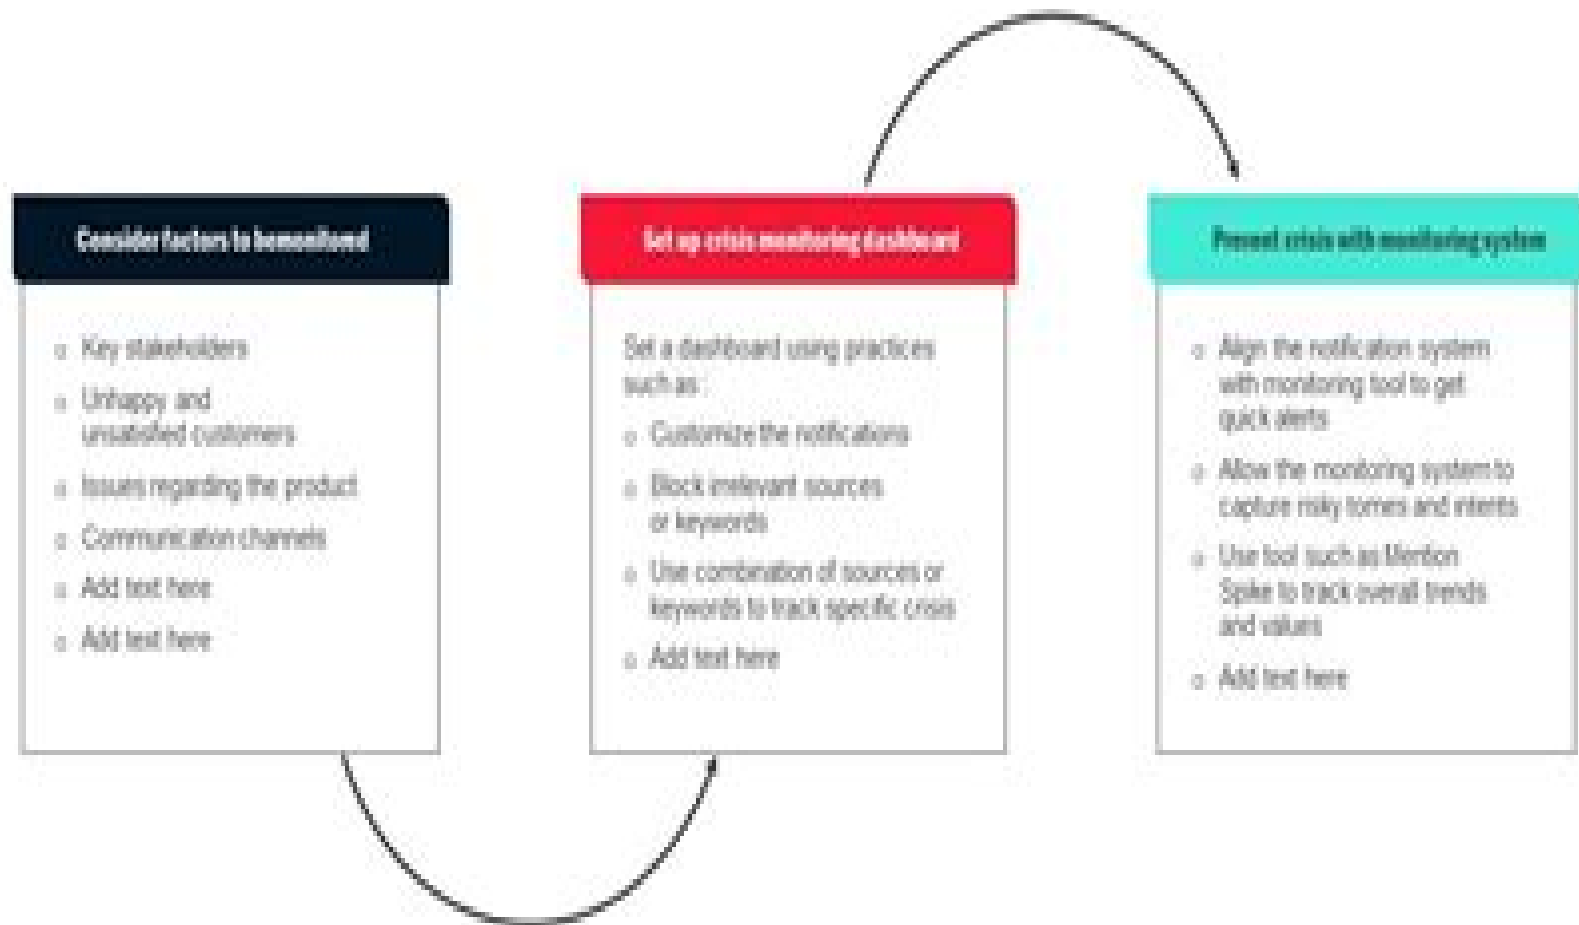 Consider factors to bemonitored
Key stakeholders
Unhappy and
unsatisfied customers
Issues regarding the product
Communication channels
Add text here
Add text here
Set up crisis monitoring dashboard
Set a dashboard using practices
such as :
Customize the notifications
Block irrelevant sources
or keywords
Use combination of sources or
keywords to track specific crisis
Add text here
Prevent crisis with monitoring system
Align the notification system
with monitoring tool to get
quick alerts
Allow the monitoring system to
capture risky tomes and intents
Use tool such as Mention
Spike to track overall trends
and values
Add text here